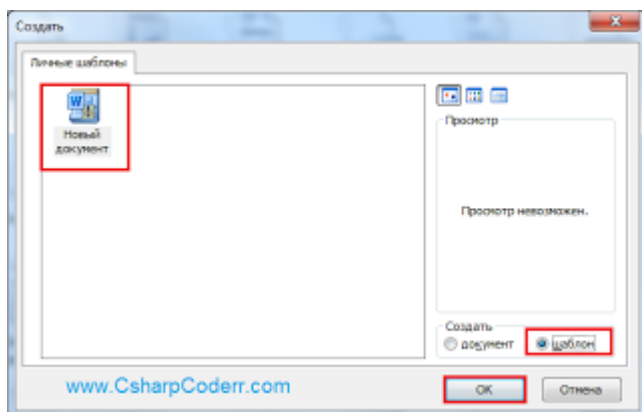 Создать
Личные шаблоны
Новый
документ
Просмотр
Просмотр невозможен.
Создать
документ
шаблон
www.CsharpCoderr.com
ОК
Отмена